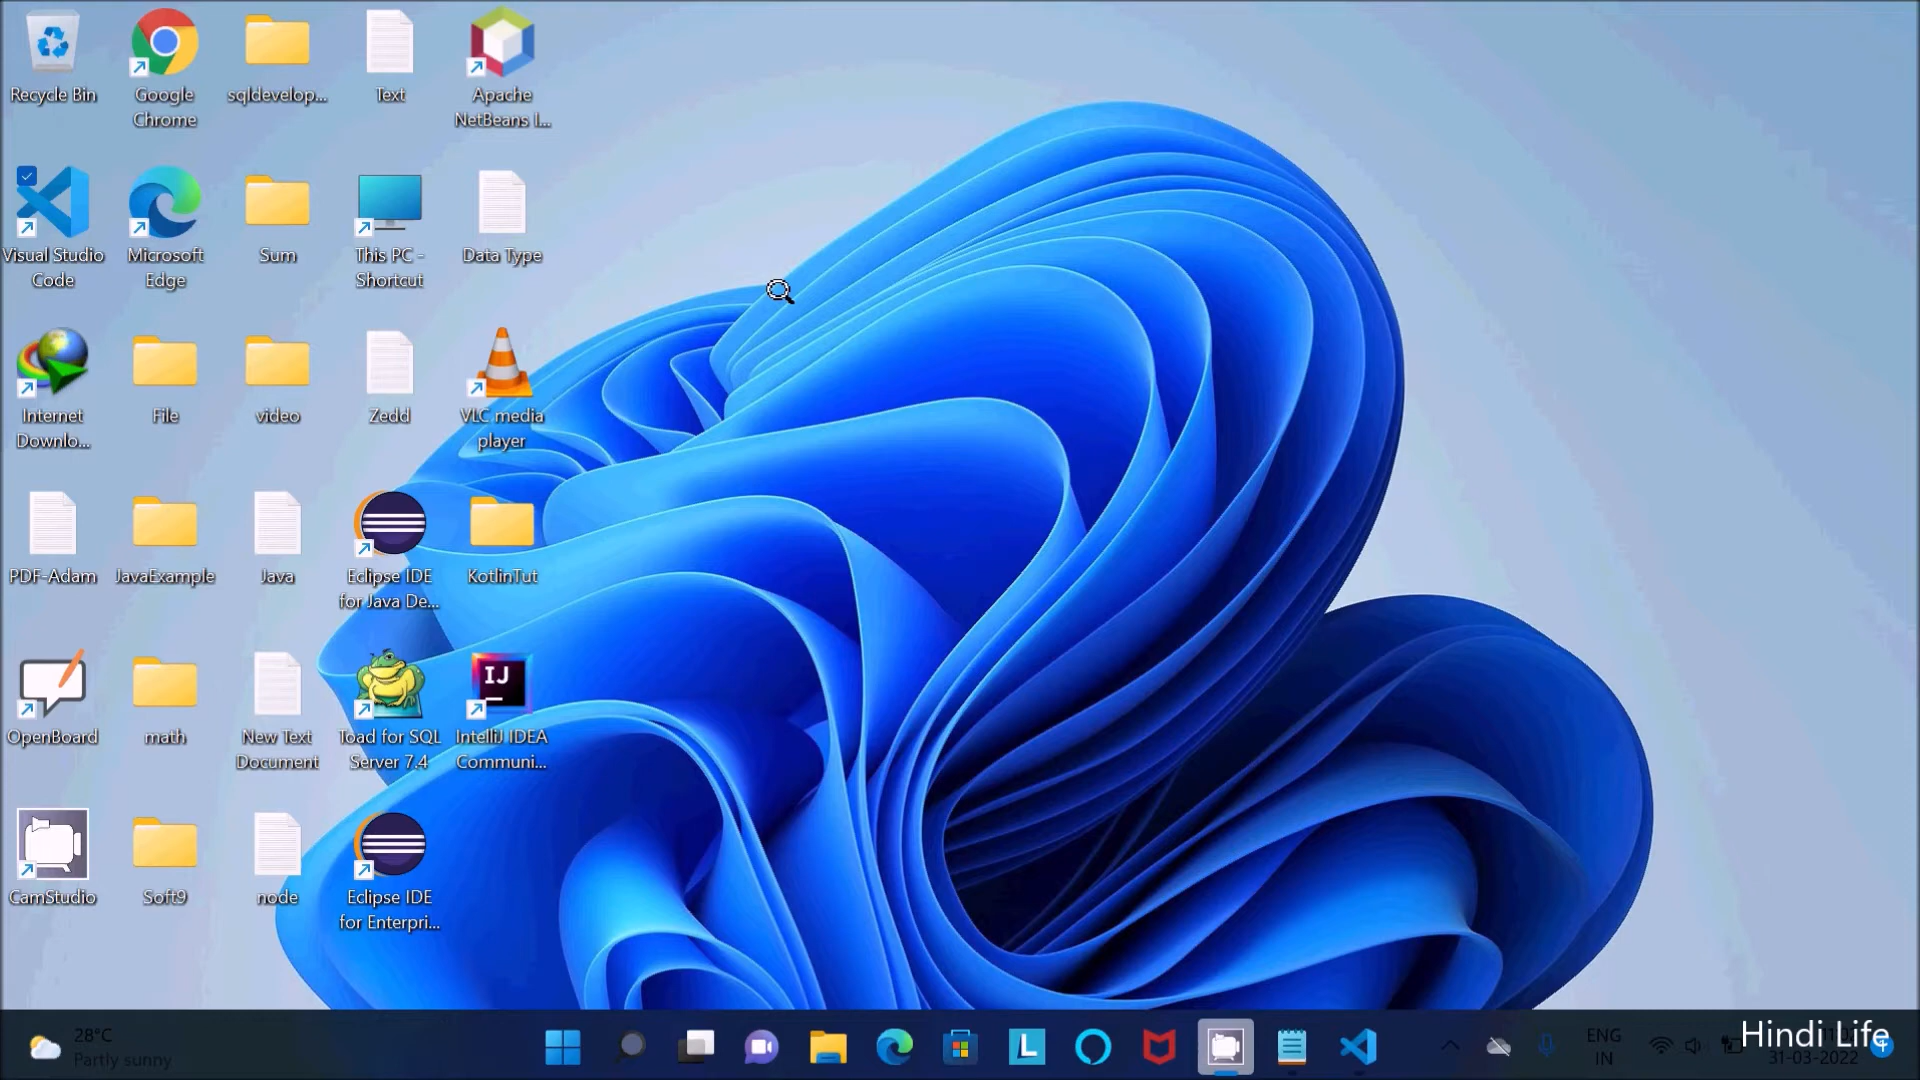 Recycle Bin
Google
Chrome
sqldevelop...
Text
Apache
NetBeans I...
Visual Studio
Code
Microsoft
Edge
Sum
This PC -
Shortcut
Data Type
Internet
Downlo...
File
video
Zedd
VLC media
player
PDF-Adam
JavaExample
Java
Eclipse IDE
for Java De...
KotlinTut
OpenBoard
math
New Text
Document
Toad for SQL
Server 7.4
IJ
IntelliJ IDEA
Communi...
CamStudio
Soft9
node
Eclipse IDE
for Enterpri...
28°C
Partly sunny
L
ENG
IN
Hindi Life
31-03-2022